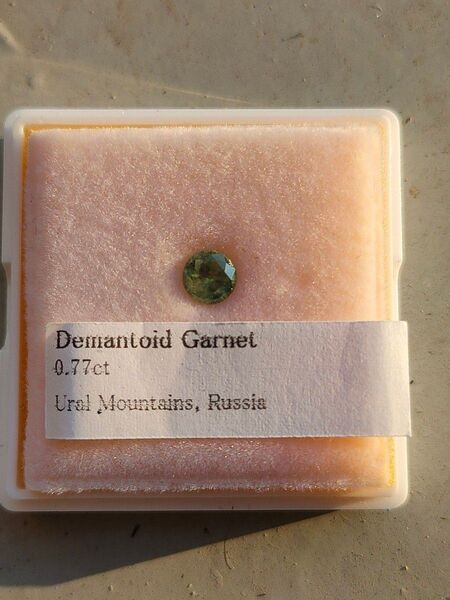 Demantoid Garnet
0.77ct
Ural Mountains, Russia